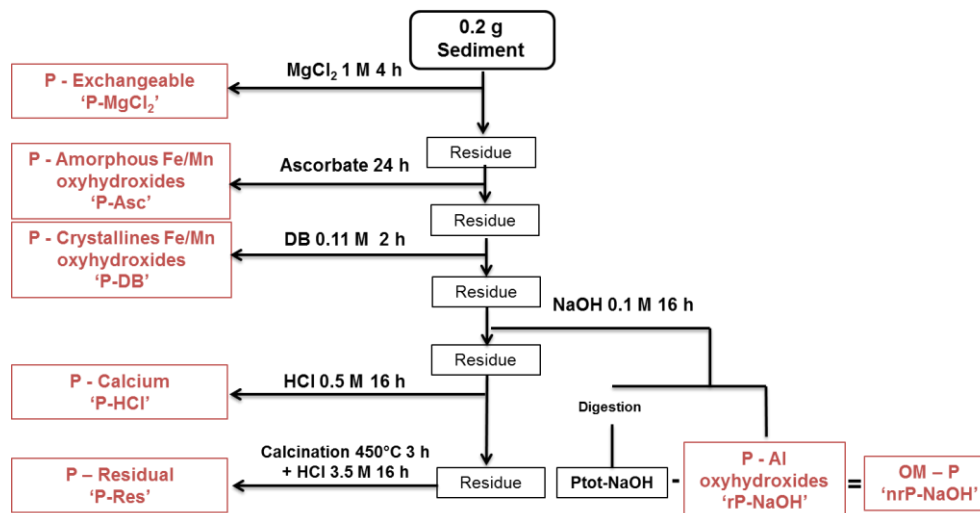 0.2 g
Sediment
MgCl₂ 1 M 4 h
P - Exchangeable
‘P-MgCl₂’
Residue
Ascorbate 24 h
P - Amorphous Fe/Mn
oxyhydroxides
‘P-Asc’
Residue
DB 0.11 M 2 h
P - Crystallines Fe/Mn
oxyhydroxides
‘P-DB’
Residue
NaOH 0.1 M 16 h
Residue
HCl 0.5 M 16 h
P - Calcium
‘P-HCl’
Digestion
Calcination 450°C 3 h
+ HCl 3.5 M 16 h
P – Residual
‘P-Res’
Residue
Ptot-NaOH
-
P - Al
oxyhydroxides
‘rP-NaOH’
=
OM – P
‘nrP-NaOH’